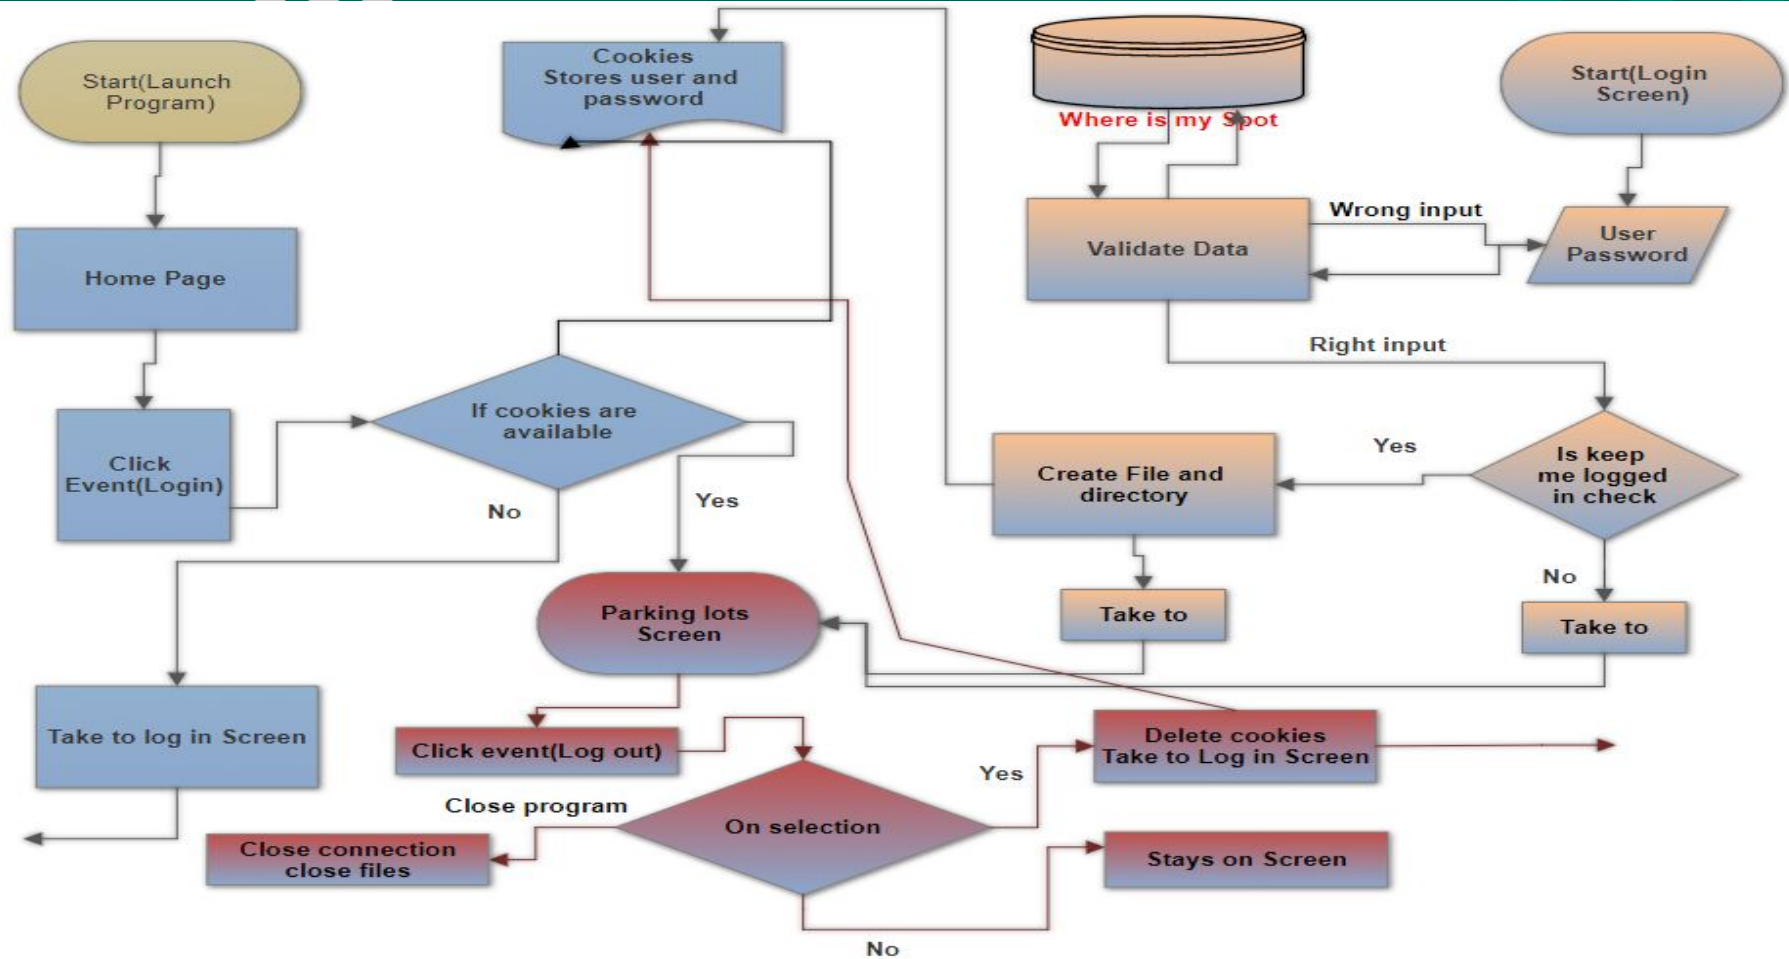 Start(Launch
Program)
Home Page
Click
Event(Login)
If cookies are
available
No
Yes
Take to log in Screen
Cookies
Stores user and
password
Where is my Spot
Start(Login
Screen)
User
Password
Validate Data
Wrong input
Right input
Is keep
me logged
in check
Yes
No
Create File and
directory
Take to
Take to
Parking lots
Screen
Click event(Log out)
On selection
Close program
Close connection
close files
Yes
Delete cookies
Take to Log in Screen
No
Stays on Screen